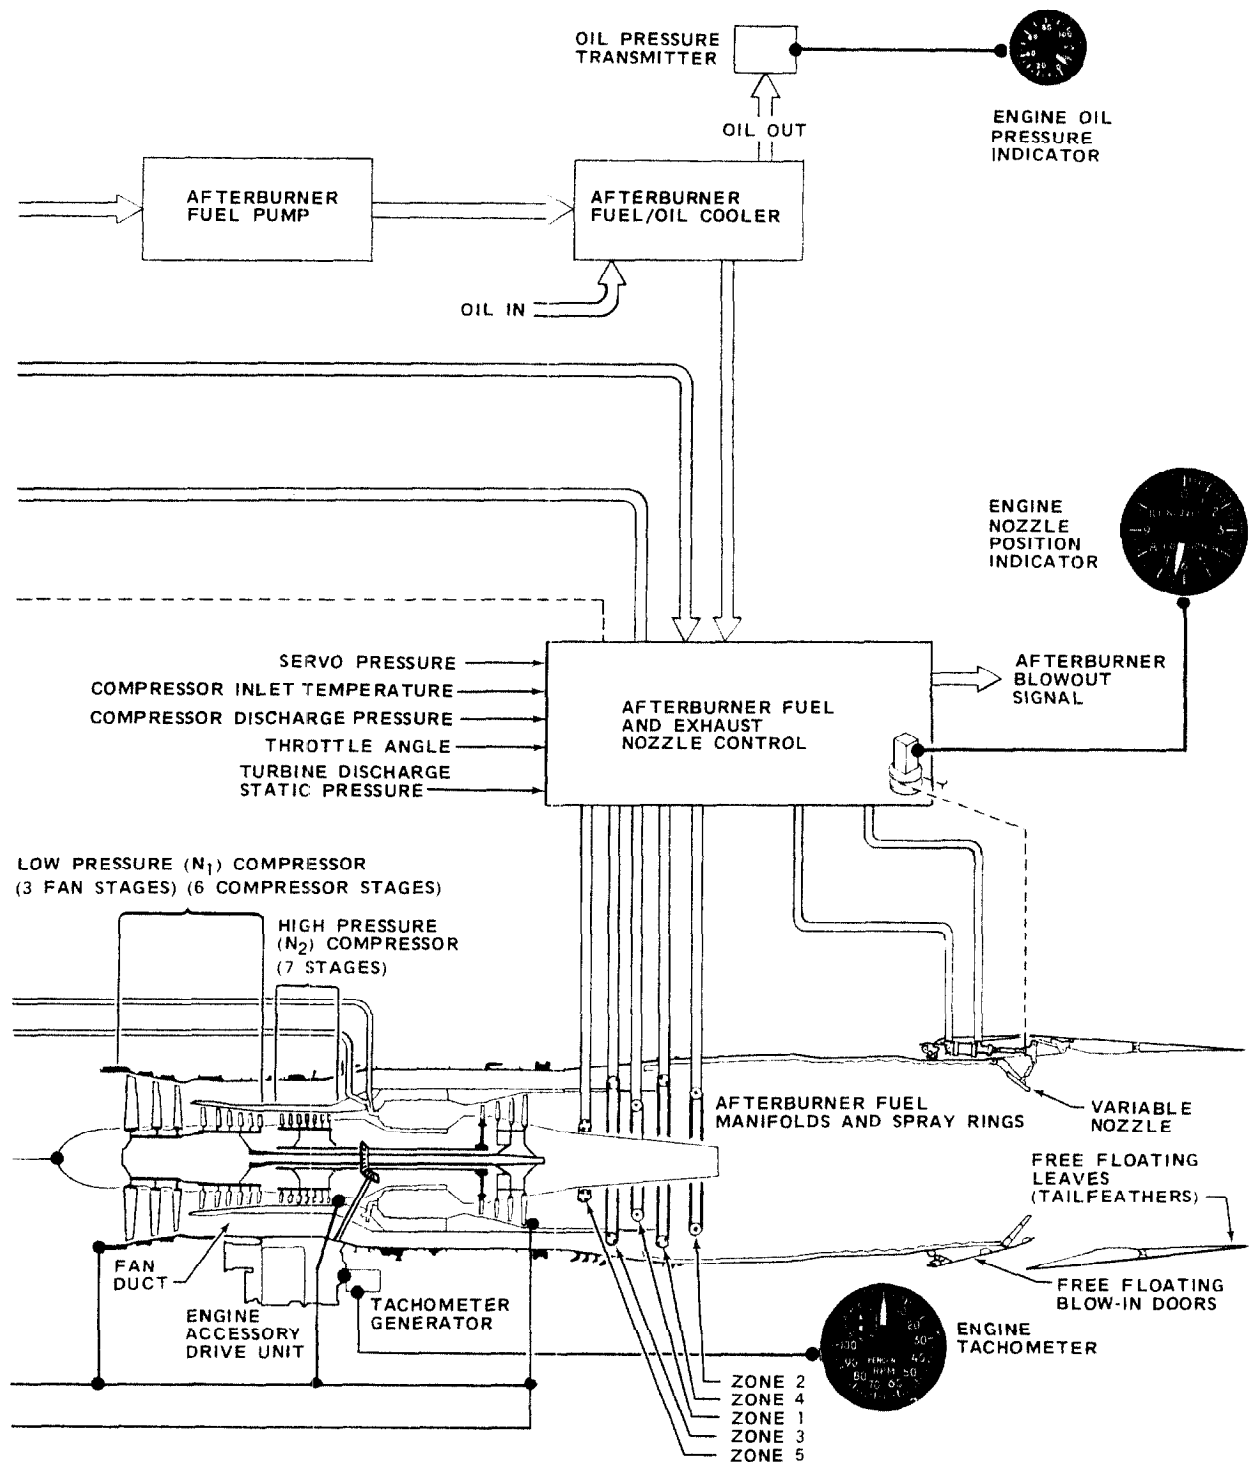 OIL PRESSURE
TRANSMITTER
OIL OUT
ENGINE OIL
PRESSURE
INDICATOR
AFTERBURNER
FUEL PUMP
AFTERBURNER
FUEL/OIL COOLER
OIL IN
ENGINE
NOZZLE
POSITION
INDICATOR
SERVO PRESSURE
COMPRESSOR INLET TEMPERATURE
COMPRESSOR DISCHARGE PRESSURE
THROTTLE ANGLE
TURBINE DISCHARGE
STATIC PRESSURE
AFTERBURNER FUEL
AND EXHAUST
NOZZLE CONTROL
AFTERBURNER
BLOWOUT
SIGNAL
LOW PRESSURE (N1) COMPRESSOR
(3 FAN STAGES) (6 COMPRESSOR STAGES)
HIGH PRESSURE
(N2) COMPRESSOR
(7 STAGES)
AFTERBURNER FUEL
MANIFOLDS AND SPRAY RINGS
VARIABLE
NOZZLE
FREE FLOATING
LEAVES
(TAILFEATHERS)
FREE FLOATING
BLOW-IN DOORS
FAN
DUCT
ENGINE
ACCESSORY
DRIVE UNIT
TACHOMETER
GENERATOR
RPM
ENGINE
TACHOMETER
ZONE 2
ZONE 4
ZONE 1
ZONE 3
ZONE 5